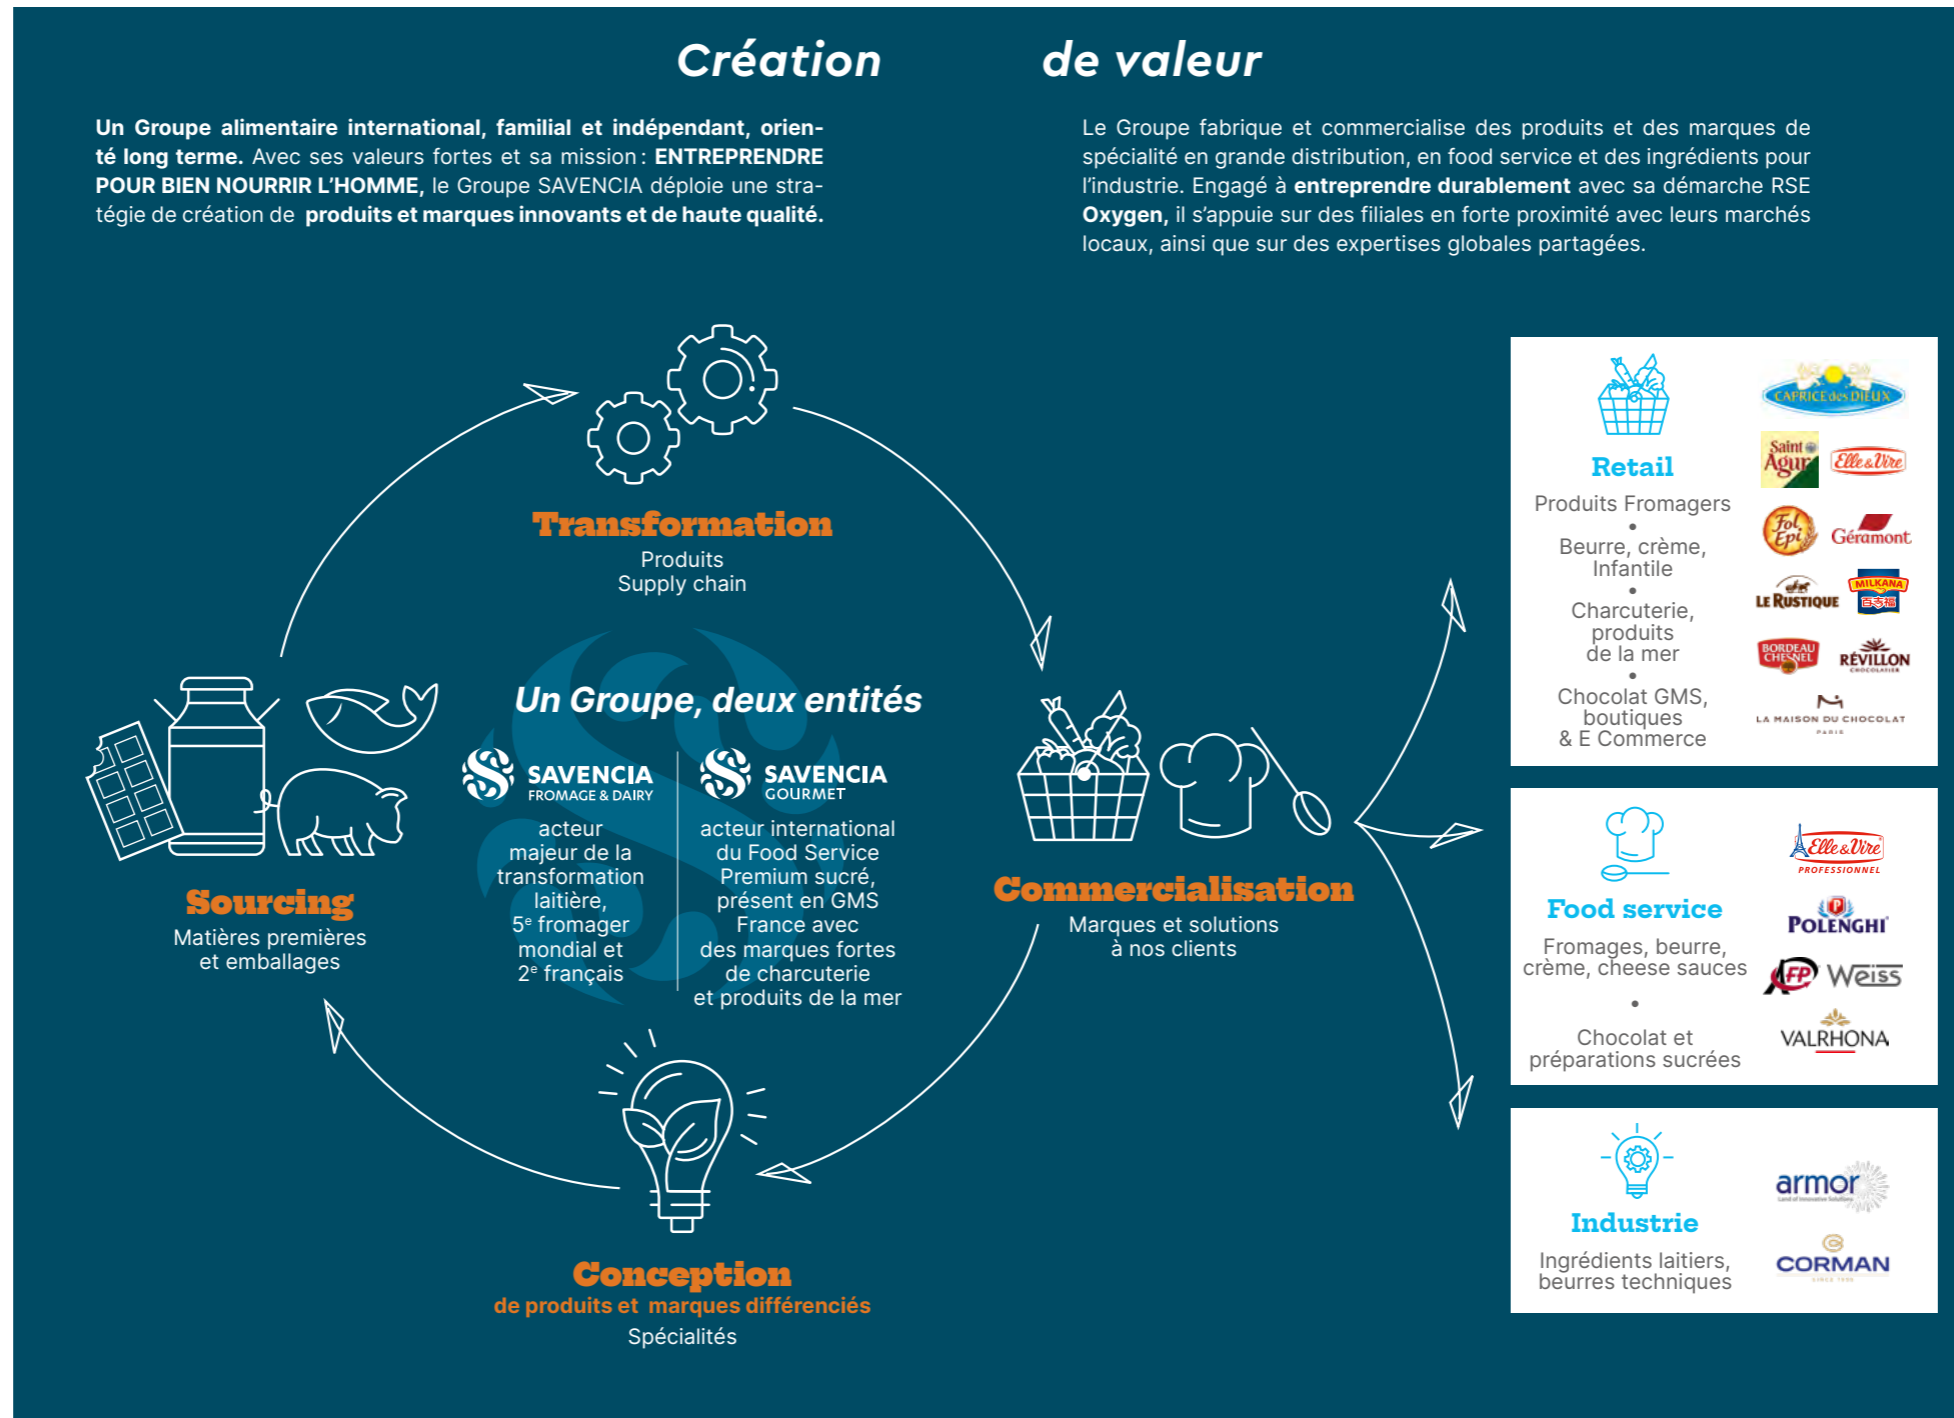 Création de valeur
Un Groupe alimentaire international, familial et indépendant, orien-
té long terme. Avec ses valeurs fortes et sa mission : ENTREPRENDRE
POUR BIEN NOURRIR L'HOMME, le Groupe SAVENCIA déploie une stra-
tégie de création de produits et marques innovants et de haute qualité.
Le Groupe fabrique et commercialise des produits et des marques de
spécialité en grande distribution, en food service et des ingrédients pour
l'industrie. Engagé à entreprendre durablement avec sa démarche RSE
Oxygen, il s'appuie sur des filiales en forte proximité avec leurs marchés
locaux, ainsi que sur des expertises globales partagées.
Transformation
Produits
Supply chain
Un Groupe, deux entités
SAVENCIA
FROMAGE & DAIRY
acteur
majeur de la
transformation
laitière,
5e fromager
mondial et
2e français
SAVENCIA
GOURMET
acteur international
du Food Service
Premium sucré,
présent en GMS
France avec
des marques fortes
de charcuterie
et produits de la mer
Sourcing
Matières premières
et emballages
Commercialisation
Marques et solutions
à nos clients
Conception
de produits et marques différenciés
Spécialités
Retail
Produits Fromagers
•
Beurre, crème,
Infantile
•
Charcuterie,
produits
de la mer
•
Chocolat GMS,
boutiques
& E Commerce
CAPRICE des DIEUX
Saint
Agur
Elle & Vire
Fol
Epi
Géramont
LE RUSTIQUE
MILKANA
百吉福
BORDEAU
CHESNEL
RÉVILLON
CHOCOLATIER
LA MAISON DU CHOCOLAT
PARIS
Food service
Fromages, beurre,
crème, cheese sauces
•
Chocolat et
préparations sucrées
Elle & Vire
PROFESSIONNEL
POLENGHI
AFP
Weiss
VALRHONA
Industrie
Ingrédients laitiers,
beurres techniques
armor
Land of Innovative Solutions
CORMAN